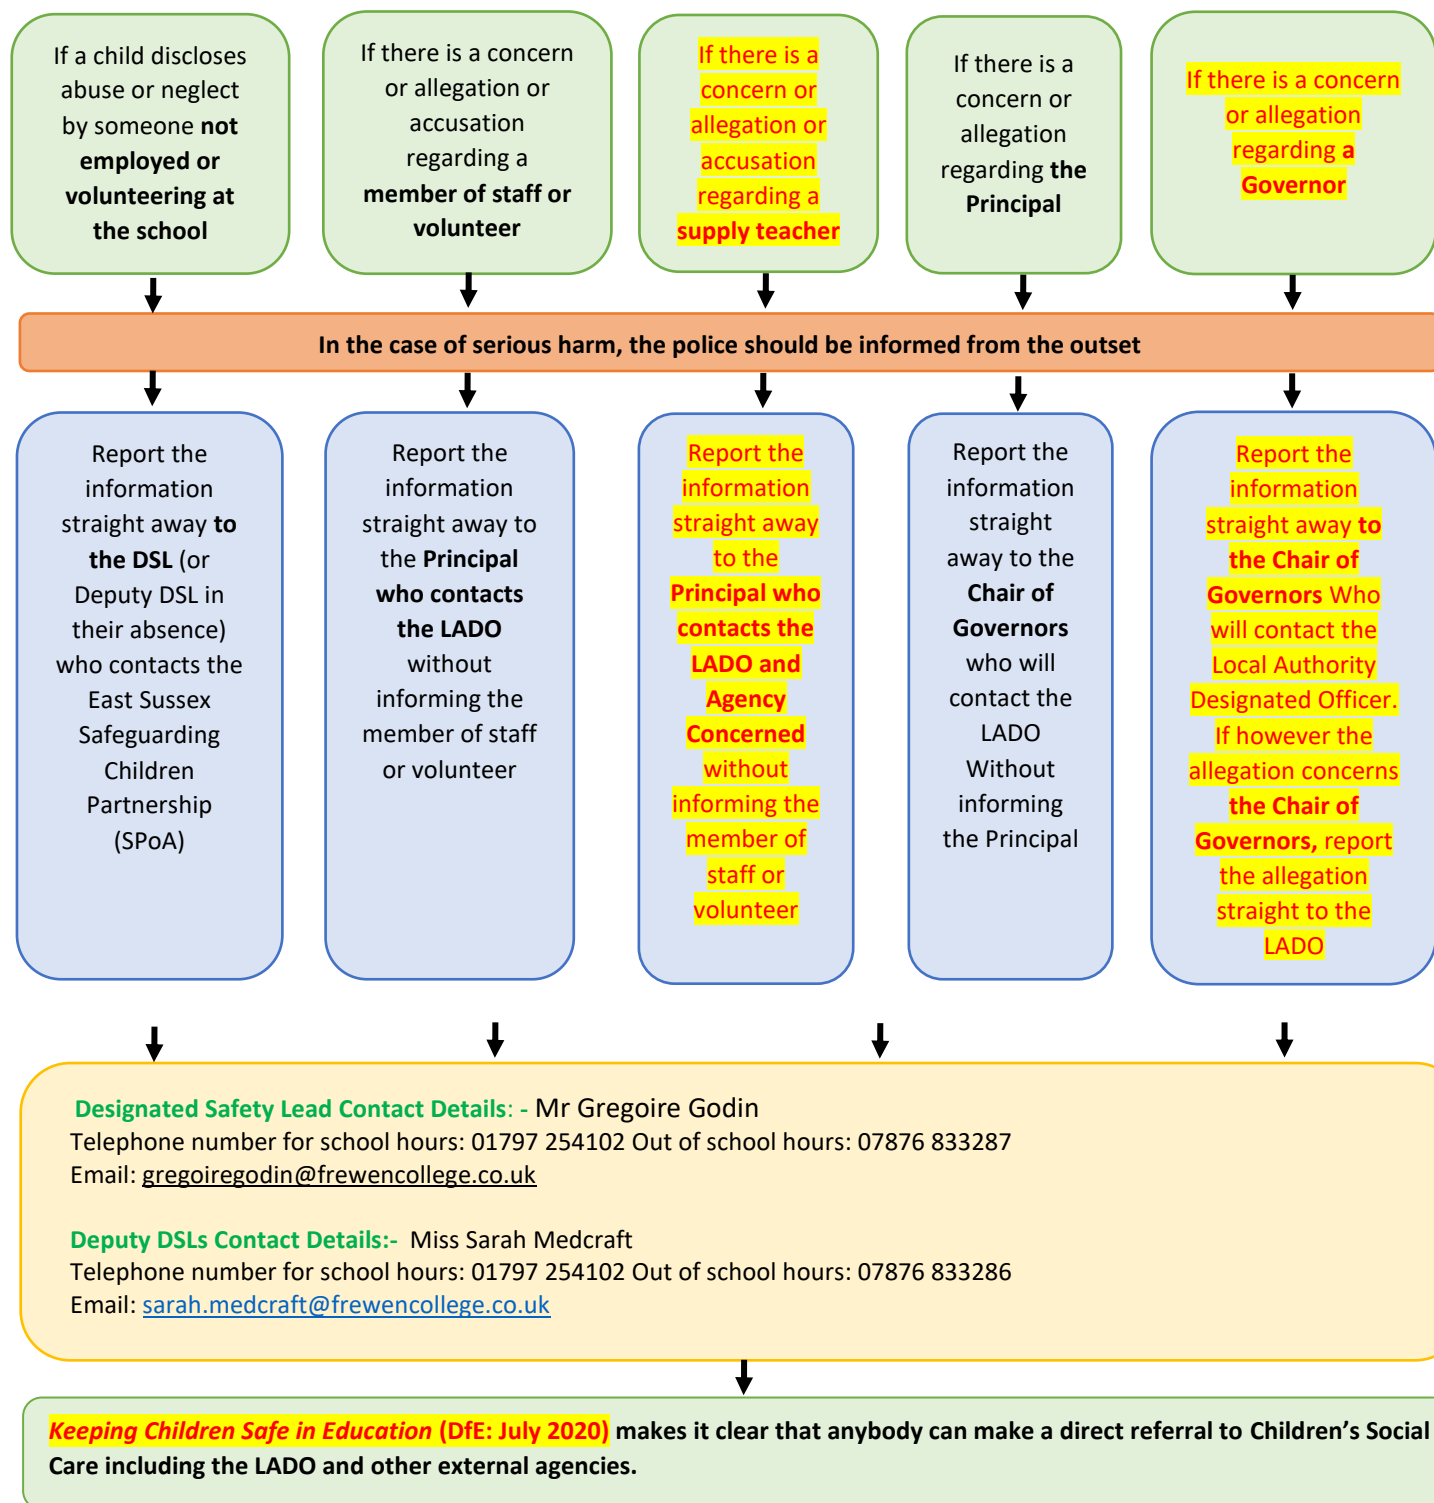 If a child discloses
abuse or neglect
by someone not
employed or
volunteering at
the school
If there is a concern
or allegation or
accusation
regarding a
member of staff or
volunteer
If there is a
concern or
allegation or
accusation
regarding a
supply teacher
If there is a
concern or
allegation
regarding the
Principal
If there is a concern
or allegation
regarding a
Governor
In the case of serious harm, the police should be informed from the outset
Report the
information
straight away to
the DSL (or
Deputy DSL in
their absence)
who contacts the
East Sussex
Safeguarding
Children
Partnership
(SPoA)
Report the
information
straight away to
the Principal
who contacts
the LADO
without
informing the
member of staff
or volunteer
Report the
information
straight away
to the
Principal who
contacts the
LADO and
Agency
Concerned
without
informing the
member of
staff or
volunteer
Report the
information
straight
away to the
Chair of
Governors
who will
contact the
LADO
Without
informing
the Principal
Report the
information
straight away to
the Chair of
Governors Who
will contact the
Local Authority
Designated Officer.
If however the
allegation concerns
the Chair of
Governors, report
the allegation
straight to the
LADO
Designated Safety Lead Contact Details: - Mr Gregoire Godin
Telephone number for school hours: 01797 254102 Out of school hours: 07876 833287
Email: gregoiregodin@frewencollege.co.uk
Deputy DSLs Contact Details:- Miss Sarah Medcraft
Telephone number for school hours: 01797 254102 Out of school hours: 07876 833286
Email: sarah.medcraft@frewencollege.co.uk
Keeping Children Safe in Education (DfE: July 2020) makes it clear that anybody can make a direct referral to Children's Social
Care including the LADO and other external agencies.